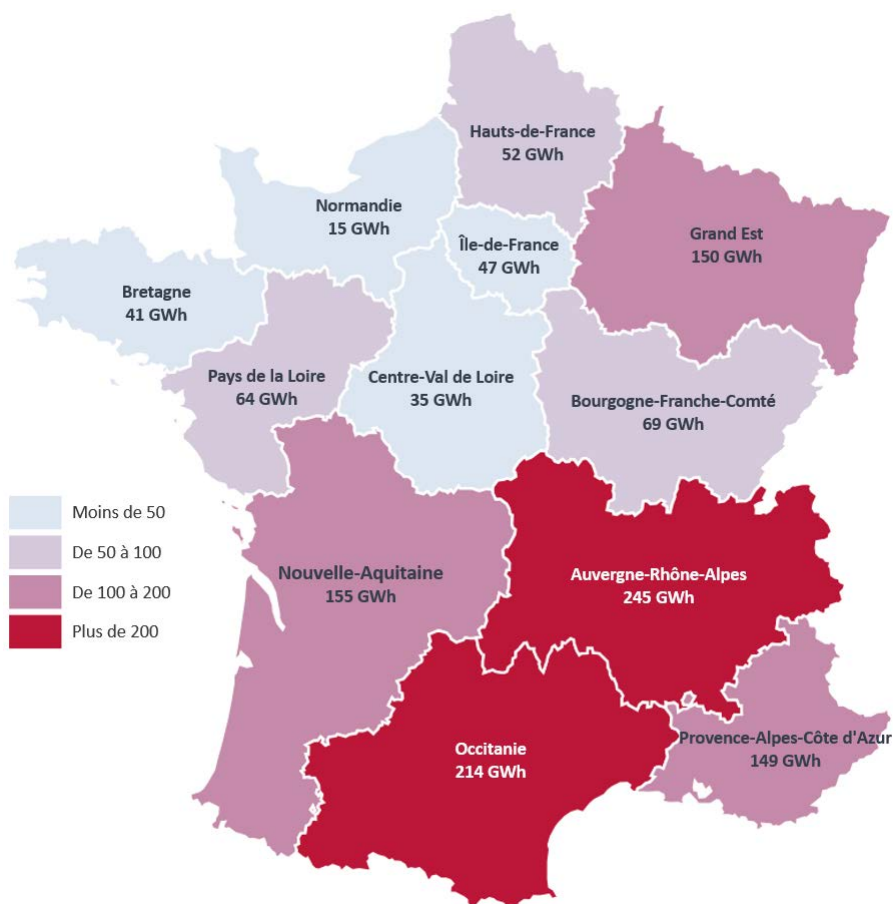 Hauts-de-France
52 GWh
Normandie
15 GWh
Île-de-France
47 GWh
Grand Est
150 GWh
Bretagne
41 GWh
Pays de la Loire
64 GWh
Centre-Val de Loire
35 GWh
Bourgogne-Franche-Comté
69 GWh
Moins de 50
De 50 à 100
De 100 à 200
Plus de 200
Nouvelle-Aquitaine
155 GWh
Auvergne-Rhône-Alpes
245 GWh
Occitanie
214 GWh
Provence-Alpes-Côte d'Azur
149 GWh